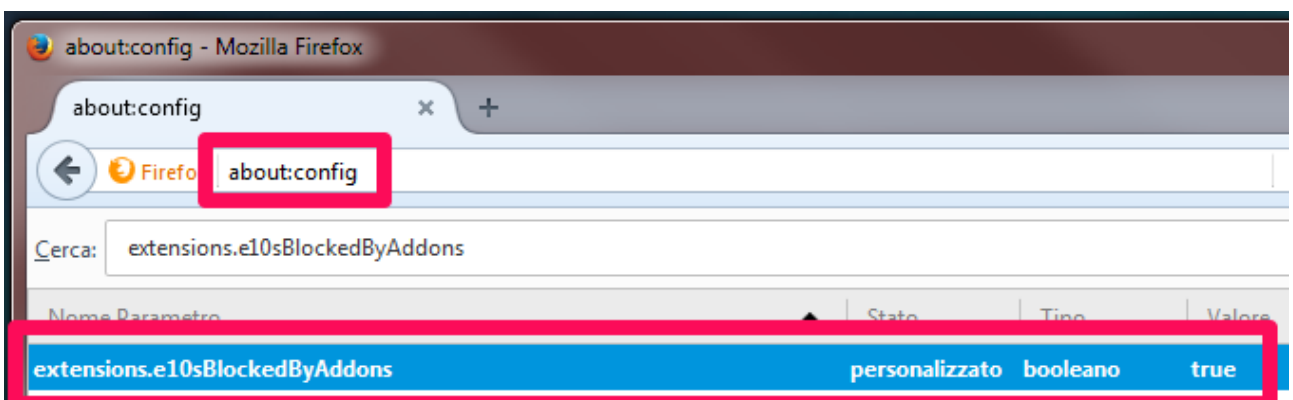 about:config - Mozilla Firefox
about:config
Firefo about:config
Cerca: extensions.e10sBlockedByAddons
Nome Parametro Stato Tipo Valore
extensions.e10sBlockedByAddons personalizzato booleano true